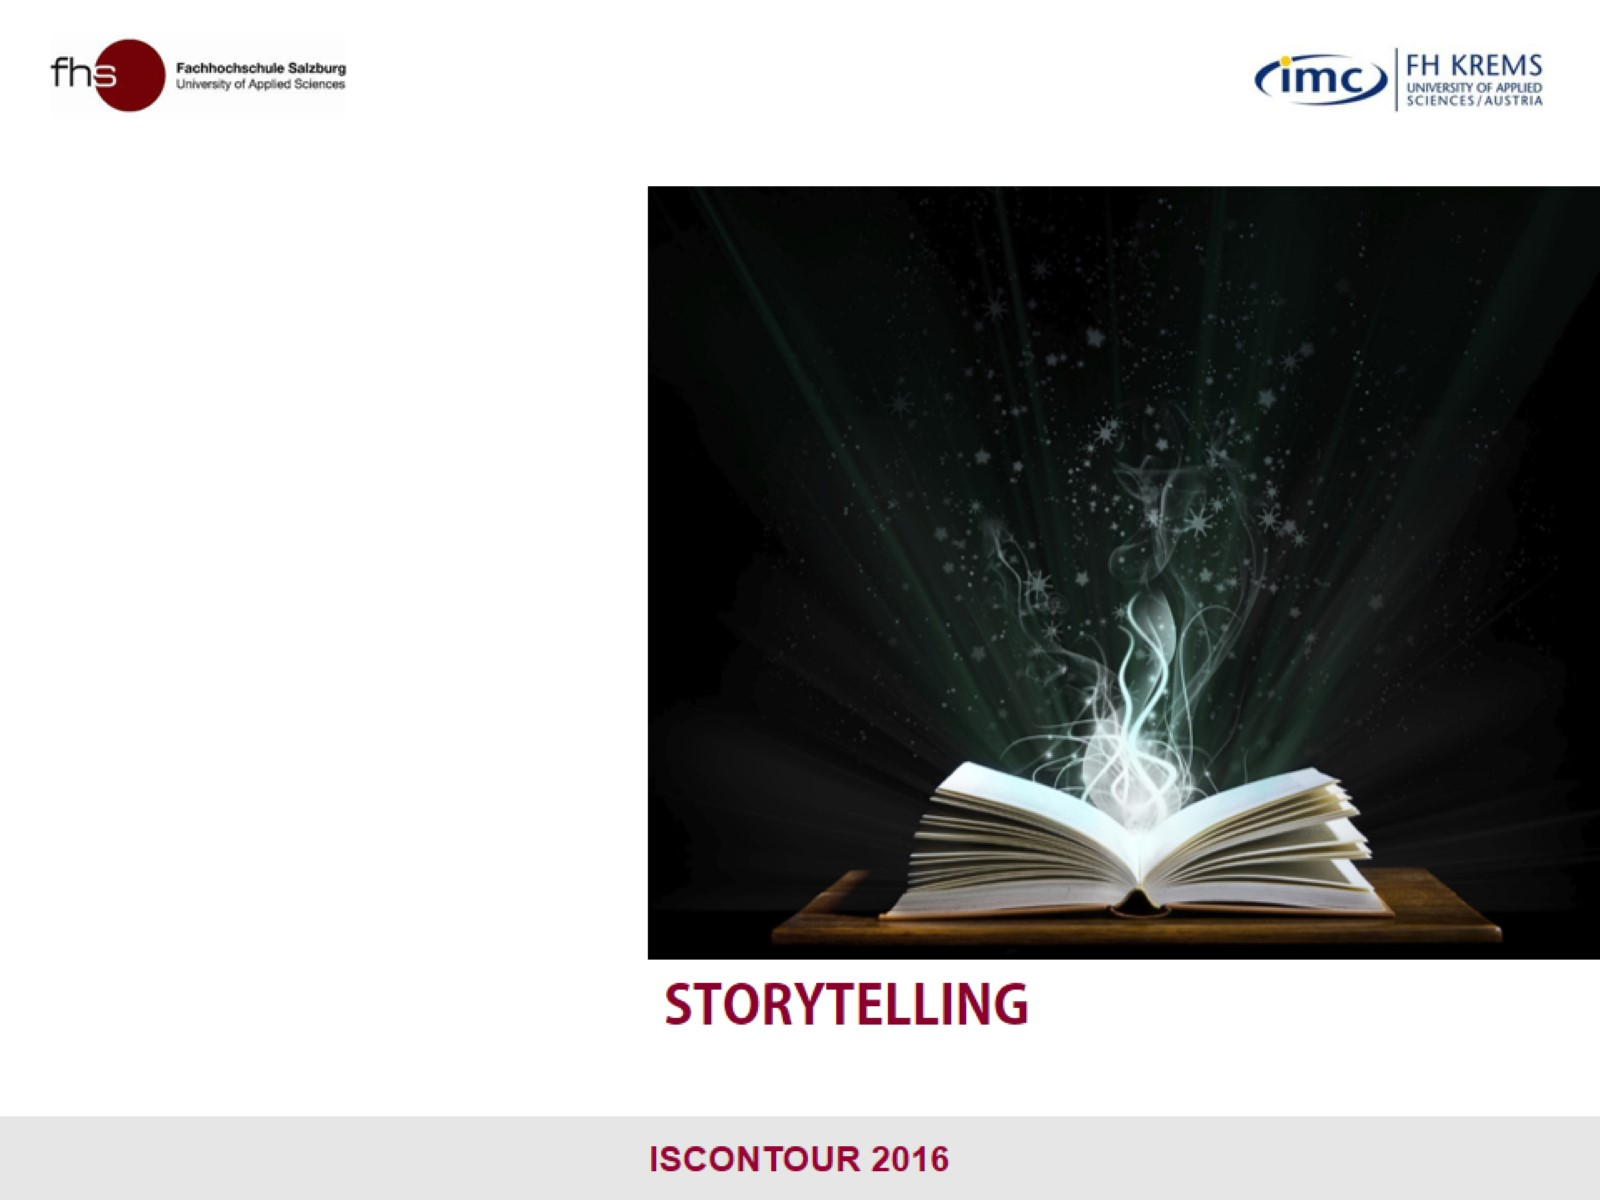 fhs
Fachhochschule Salzburg
University of Applied Sciences
imc
FH KREMS
UNIVERSITY OF APPLIED
SCIENCES/AUSTRIA
STORYTELLING
ISCONTOUR 2016